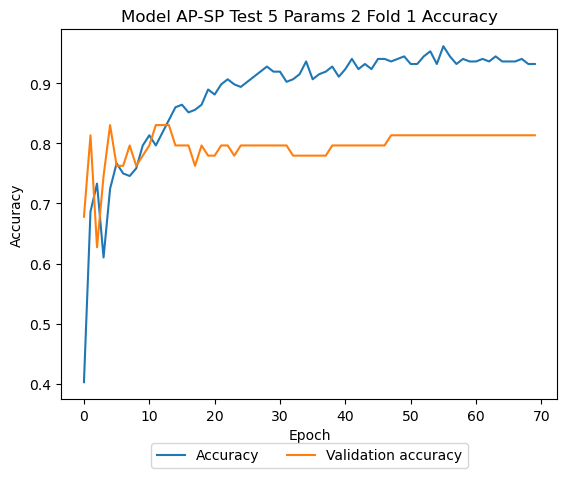 Model AP-SP Test 5 Params 2 Fold 1 Accuracy
0.9
0.8
0.7
0.6
0.5
0.4
Accuracy
0 10 20 30 40 50 60 70
Epoch
Accuracy Validation accuracy